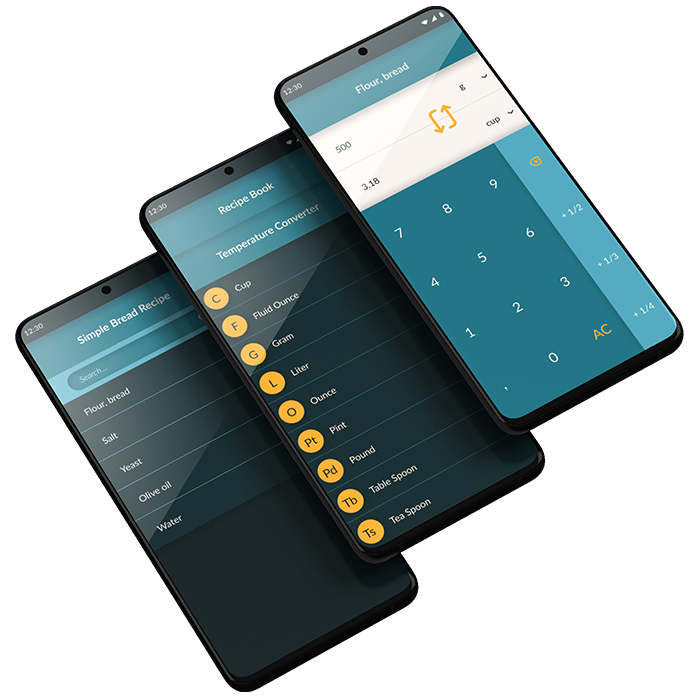 12:30
Simple Bread Recipe
Search...
Flour, bread
Salt
Yeast
Olive oil
Water
12:30
Recipe Book
Temperature Converter
C Cup
F Fluid Ounce
G Gram
L Liter
O Ounce
Pt Pint
Pd Pound
Tb Table Spoon
Ts Tea Spoon
12:30
Flour, bread
500 g
3.18 cup
7 8 9
4 5 6 + 1/2
1 2 3 + 1/3
, 0 AC + 1/4